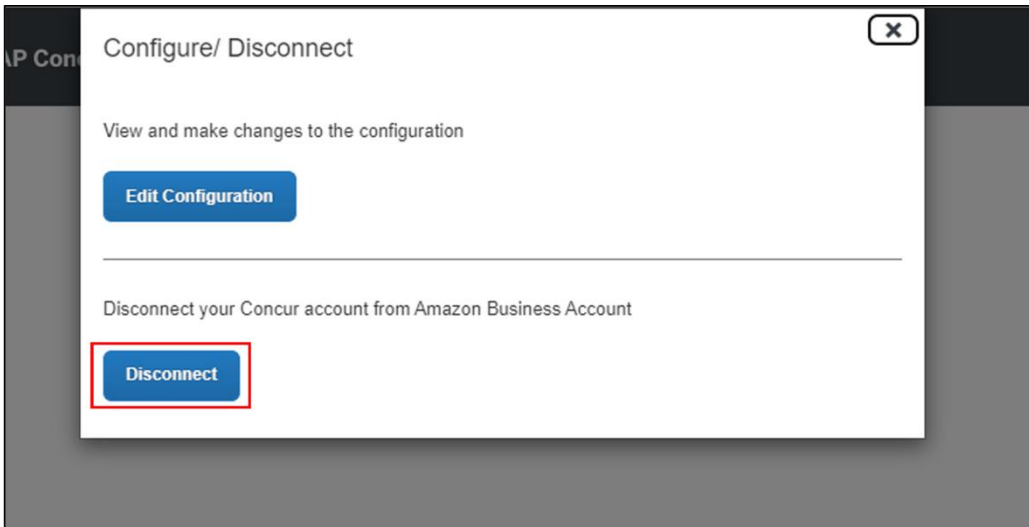 AP Con
Configure/ Disconnect
View and make changes to the configuration
Edit Configuration
Disconnect your Concur account from Amazon Business Account
Disconnect